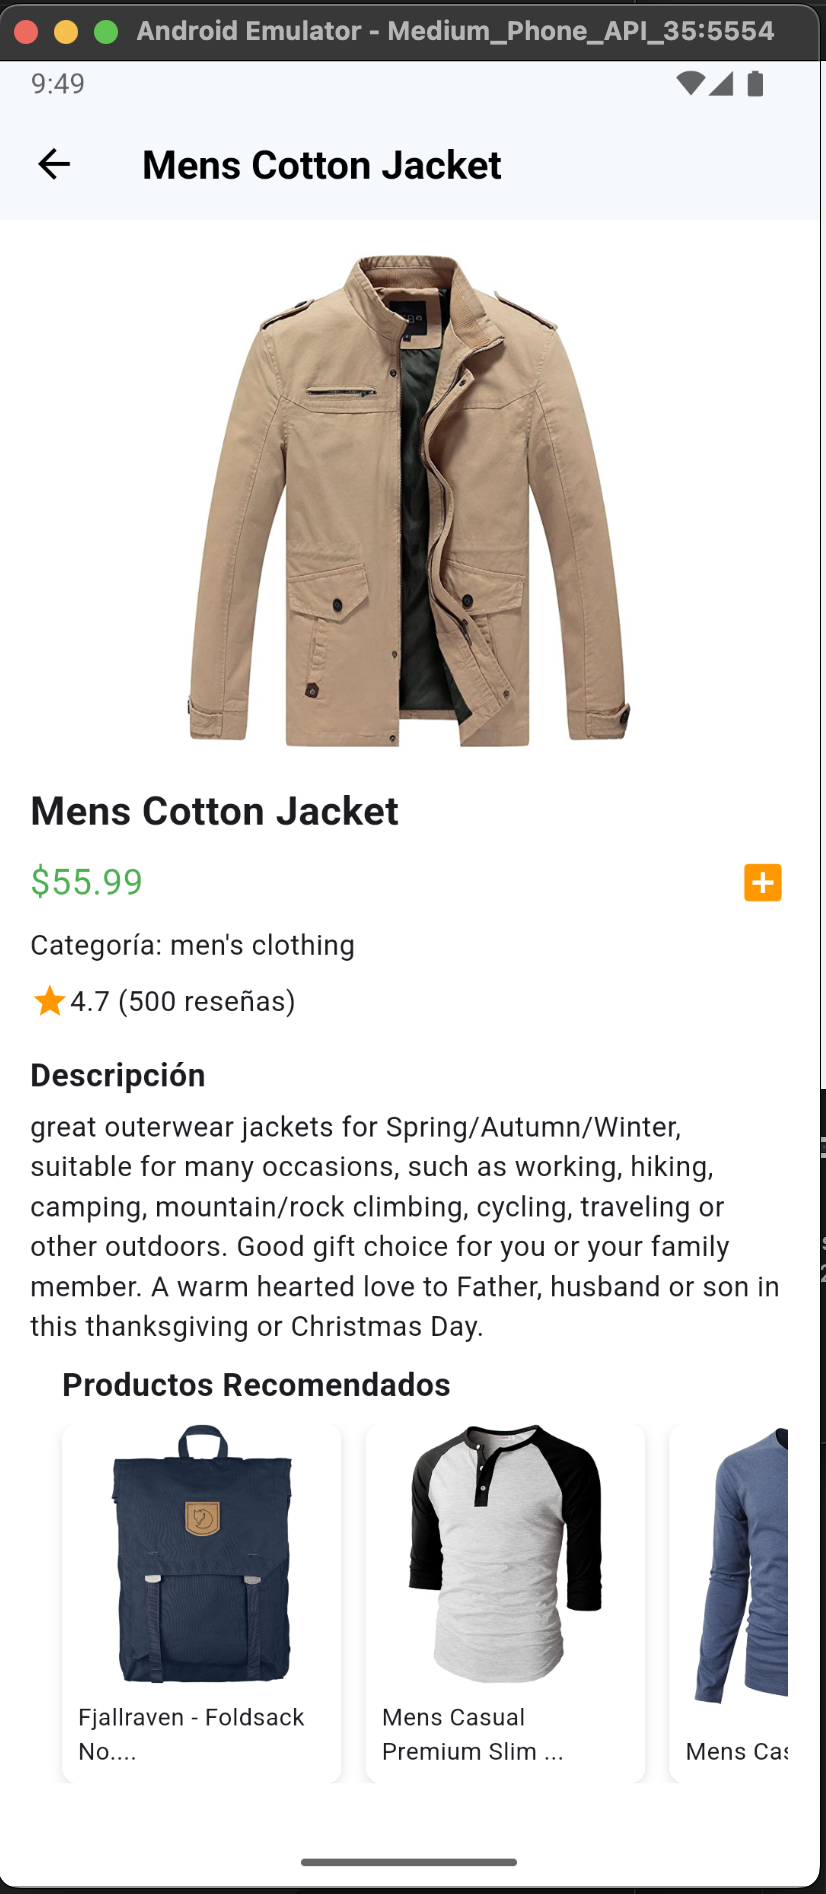 Android Emulator - Medium_Phone_API_35:5554
9:49
Mens Cotton Jacket
Mens Cotton Jacket
$55.99
Categoría: men's clothing
4.7 (500 reseñas)
Descripción
great outerwear jackets for Spring/Autumn/Winter,
suitable for many occasions, such as working, hiking,
camping, mountain/rock climbing, cycling, traveling or
other outdoors. Good gift choice for you or your family
member. A warm hearted love to Father, husband or son in
this thanksgiving or Christmas Day.
Productos Recomendados
Fjallraven - Foldsack
No....
Mens Casual
Premium Slim ...
Mens Cas